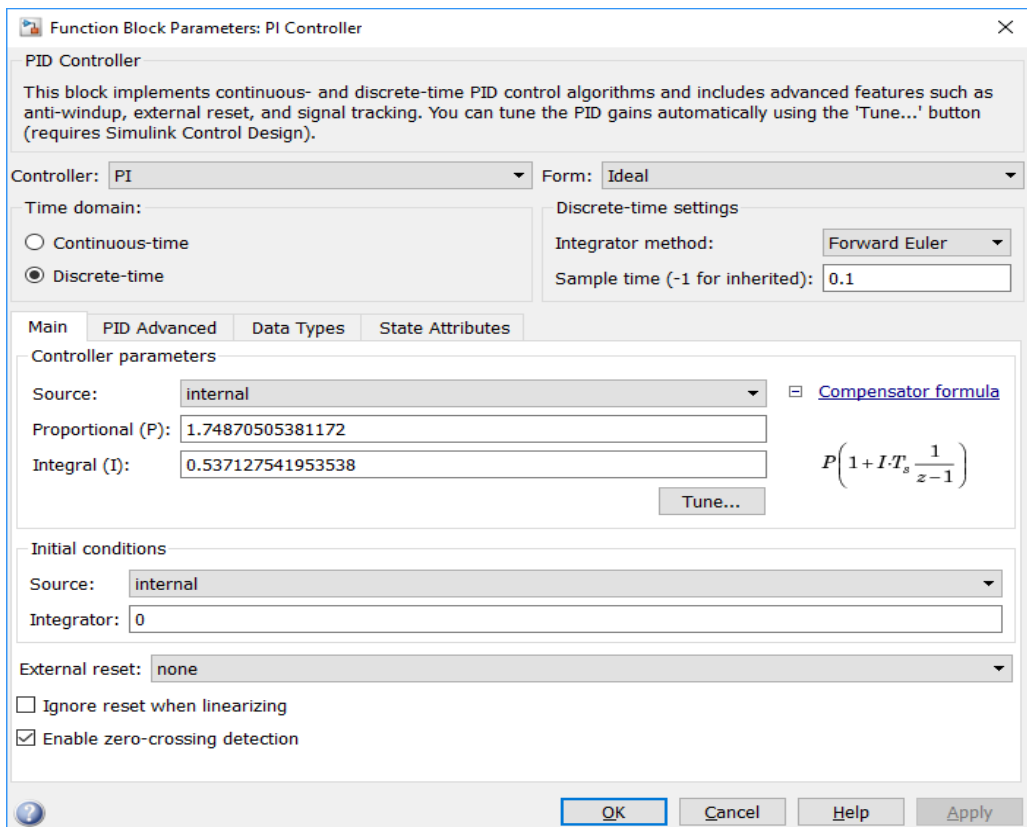 Function Block Parameters: PI Controller
PID Controller
This block implements continuous- and discrete-time PID control algorithms and includes advanced features such as
anti-windup, external reset, and signal tracking. You can tune the PID gains automatically using the 'Tune...' button
(requires Simulink Control Design).
Controller: PI
Form: Ideal
Time domain:
Continuous-time
Discrete-time
Discrete-time settings
Integrator method: Forward Euler
Sample time (-1 for inherited): 0.1
Main PID Advanced Data Types State Attributes
Controller parameters
Source: internal
Compensator formula
Proportional (P): 1.74870505381172
Integral (I): 0.537127541953538
P(1+I·Tₛ 1/(z−1))
Tune...
Initial conditions
Source: internal
Integrator: 0
External reset: none
Ignore reset when linearizing
Enable zero-crossing detection
? OK Cancel Help Apply